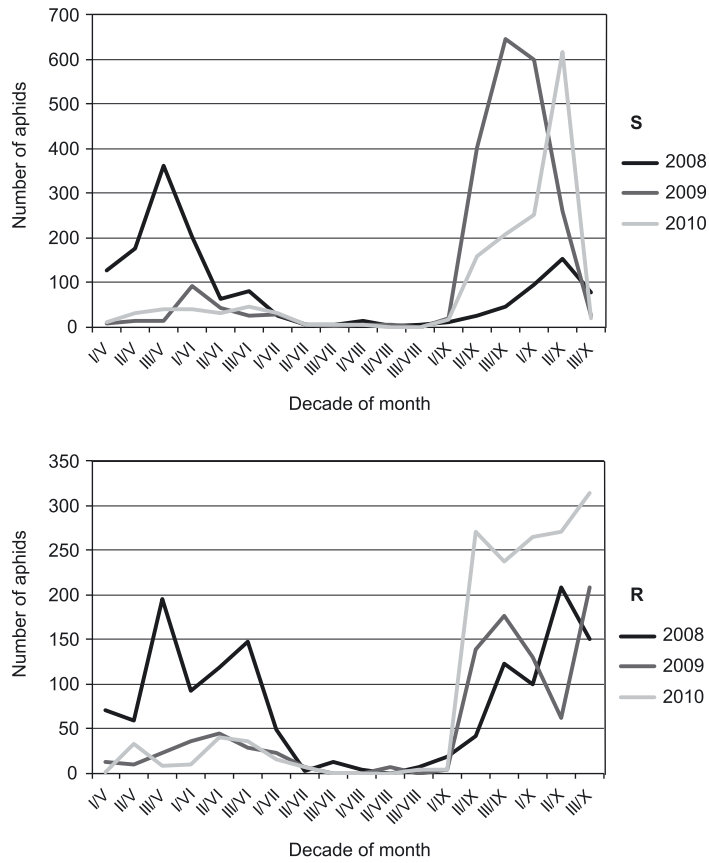 700
600
500
400
300
200
100
0
Number of aphids
I/V II/V III/V I/VI II/VI III/VI I/VII II/VII III/VII I/VIII II/VIII III/VIII I/IX II/IX III/IX I/X II/X III/X
Decade of month
S
2008
2009
2010
350
300
250
200
150
100
50
0
Number of aphids
I/V II/V III/V I/VI II/VI III/VI I/VII II/VII III/VII I/VIII II/VIII III/VIII I/IX II/IX III/IX I/X II/X III/X
Decade of month
R
2008
2009
2010